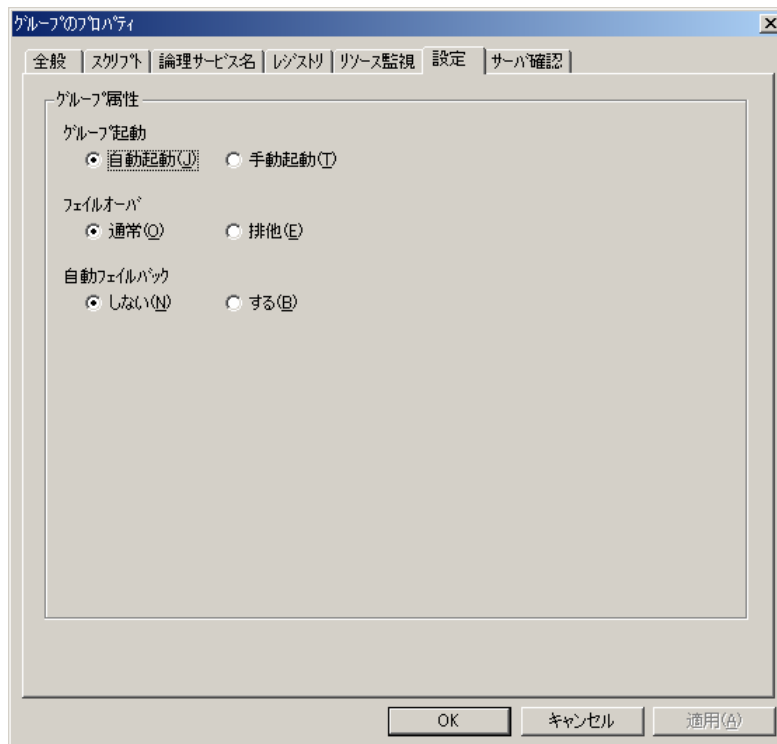 グループのプロパティ
全般 スクリプト 論理サービス名 レジストリ リソース監視 設定 サーバ確認
グループ属性
グループ起動
自動起動(J) 手動起動(T)
フェイルオーバ
通常(O) 排他(E)
自動フェイルバック
しない(N) する(B)
OK キャンセル 適用(A)